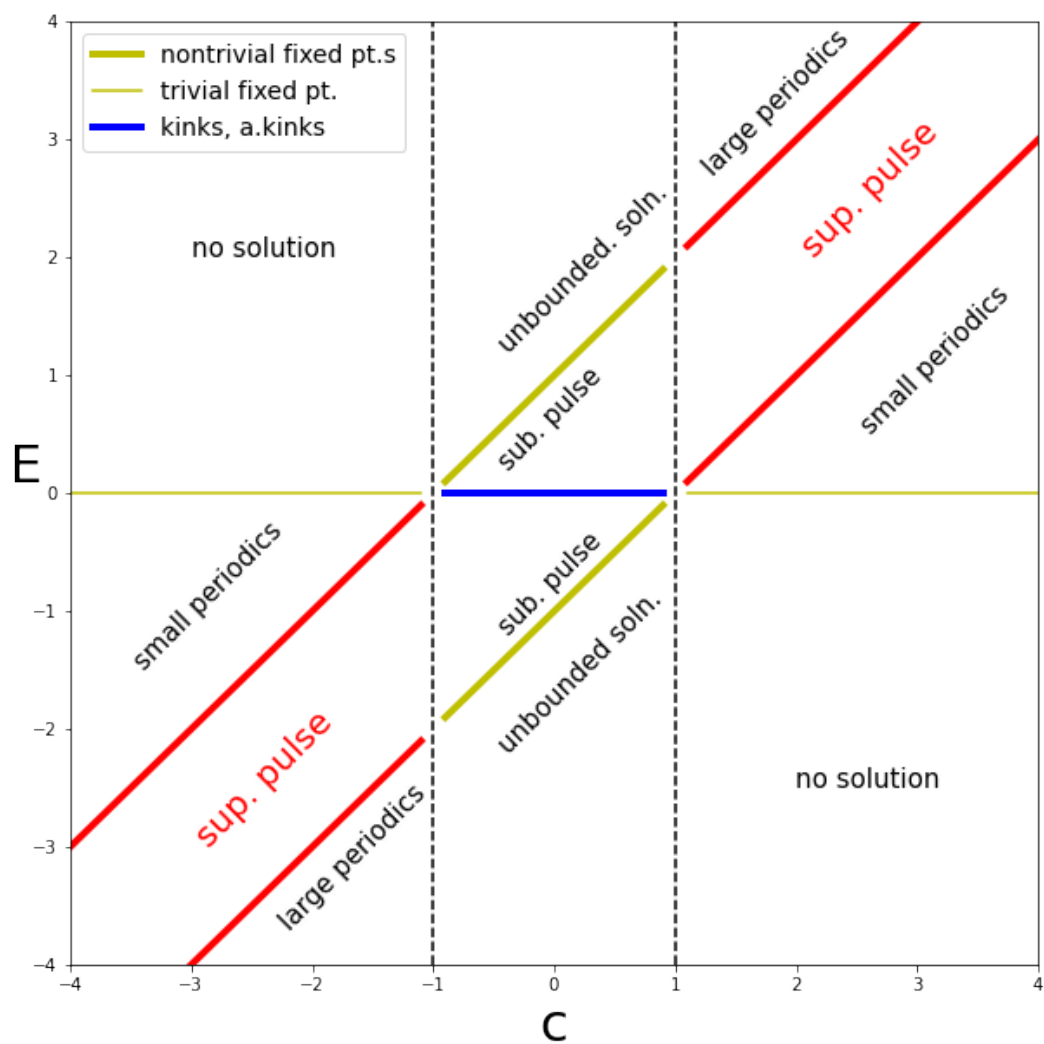 4
nontrivial fixed pt.s
trivial fixed pt.
kinks, a.kinks
large periodics
3
sup. pulse
no solution
2
unbounded. soln.
small periodics
1
sub. pulse
E
0
small periodics
sub. pulse
−1
unbounded soln.
−2
sup. pulse
no solution
large periodics
−3
−4
−4 −3 −2 −1 0 1 2 3 4
c